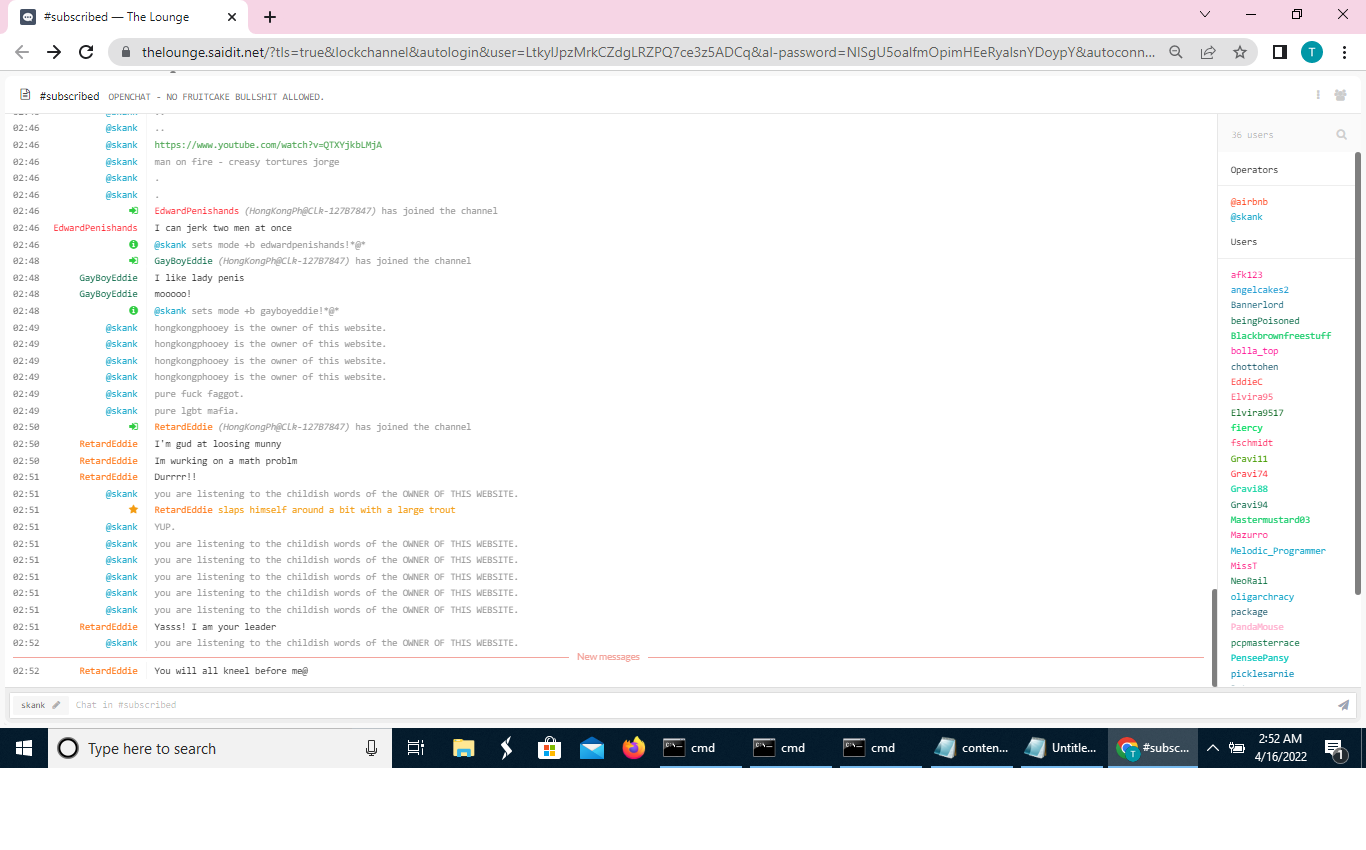 #subscribed — The Lounge
thelounge.saidit.net/?tls=true&lockchannel&autologin&user=LtkylJpzMrkCZdgLRZPQ7ce3z5ADCq&al-password=NlSgU5oalfmOpimHEeRyalsnYDoypY&autoconn...
T
#subscribed OPENCHAT - NO FRUITCAKE BULLSHIT ALLOWED.
02:46 @skank ..
02:46 @skank https://www.youtube.com/watch?v=QTXYjkbLMjA
02:46 @skank man on fire - creasy tortures jorge
02:46 @skank .
02:46 @skank .
02:46 EdwardPenishands (HongKongPh@Clk-127B7847) has joined the channel
02:46 EdwardPenishands I can jerk two men at once
02:46 @skank sets mode +b edwardpenishands!*@*
02:48 GayBoyEddie (HongKongPh@Clk-127B7847) has joined the channel
02:48 GayBoyEddie I like lady penis
02:48 GayBoyEddie mooooo!
02:48 @skank sets mode +b gayboyeddie!*@*
02:49 @skank hongkongphooey is the owner of this website.
02:49 @skank hongkongphooey is the owner of this website.
02:49 @skank hongkongphooey is the owner of this website.
02:49 @skank hongkongphooey is the owner of this website.
02:49 @skank pure fuck faggot.
02:49 @skank pure lgbt mafia.
02:50 RetardEddie (HongKongPh@Clk-127B7847) has joined the channel
02:50 RetardEddie I'm gud at loosing munny
02:50 RetardEddie Im wurking on a math problm
02:51 RetardEddie Durrrr!!
02:51 @skank you are listening to the childish words of the OWNER OF THIS WEBSITE.
02:51 RetardEddie slaps himself around a bit with a large trout
02:51 @skank YUP.
02:51 @skank you are listening to the childish words of the OWNER OF THIS WEBSITE.
02:51 @skank you are listening to the childish words of the OWNER OF THIS WEBSITE.
02:51 @skank you are listening to the childish words of the OWNER OF THIS WEBSITE.
02:51 @skank you are listening to the childish words of the OWNER OF THIS WEBSITE.
02:51 @skank you are listening to the childish words of the OWNER OF THIS WEBSITE.
02:51 RetardEddie Yasss! I am your leader
02:52 @skank you are listening to the childish words of the OWNER OF THIS WEBSITE.
New messages
02:52 RetardEddie You will all kneel before me@
skank Chat in #subscribed
36 users
Operators
@airbnb
@skank
Users
afk123
angelcakes2
Bannerlord
beingPoisoned
Blackbrownfreestuff
bolla_top
chottohen
EddieC
Elvira95
Elvira9517
fiercy
fschmidt
Gravi11
Gravi74
Gravi88
Gravi94
Mastermustard03
Mazurro
Melodic_Programmer
MissT
NeoRail
oligarchracy
package
PandaMouse
pcpmasterrace
PenseePansy
picklesarnie
Type here to search
cmd
cmd
cmd
conten...
Untitle...
T
#subsc...
2:52 AM
4/16/2022
1